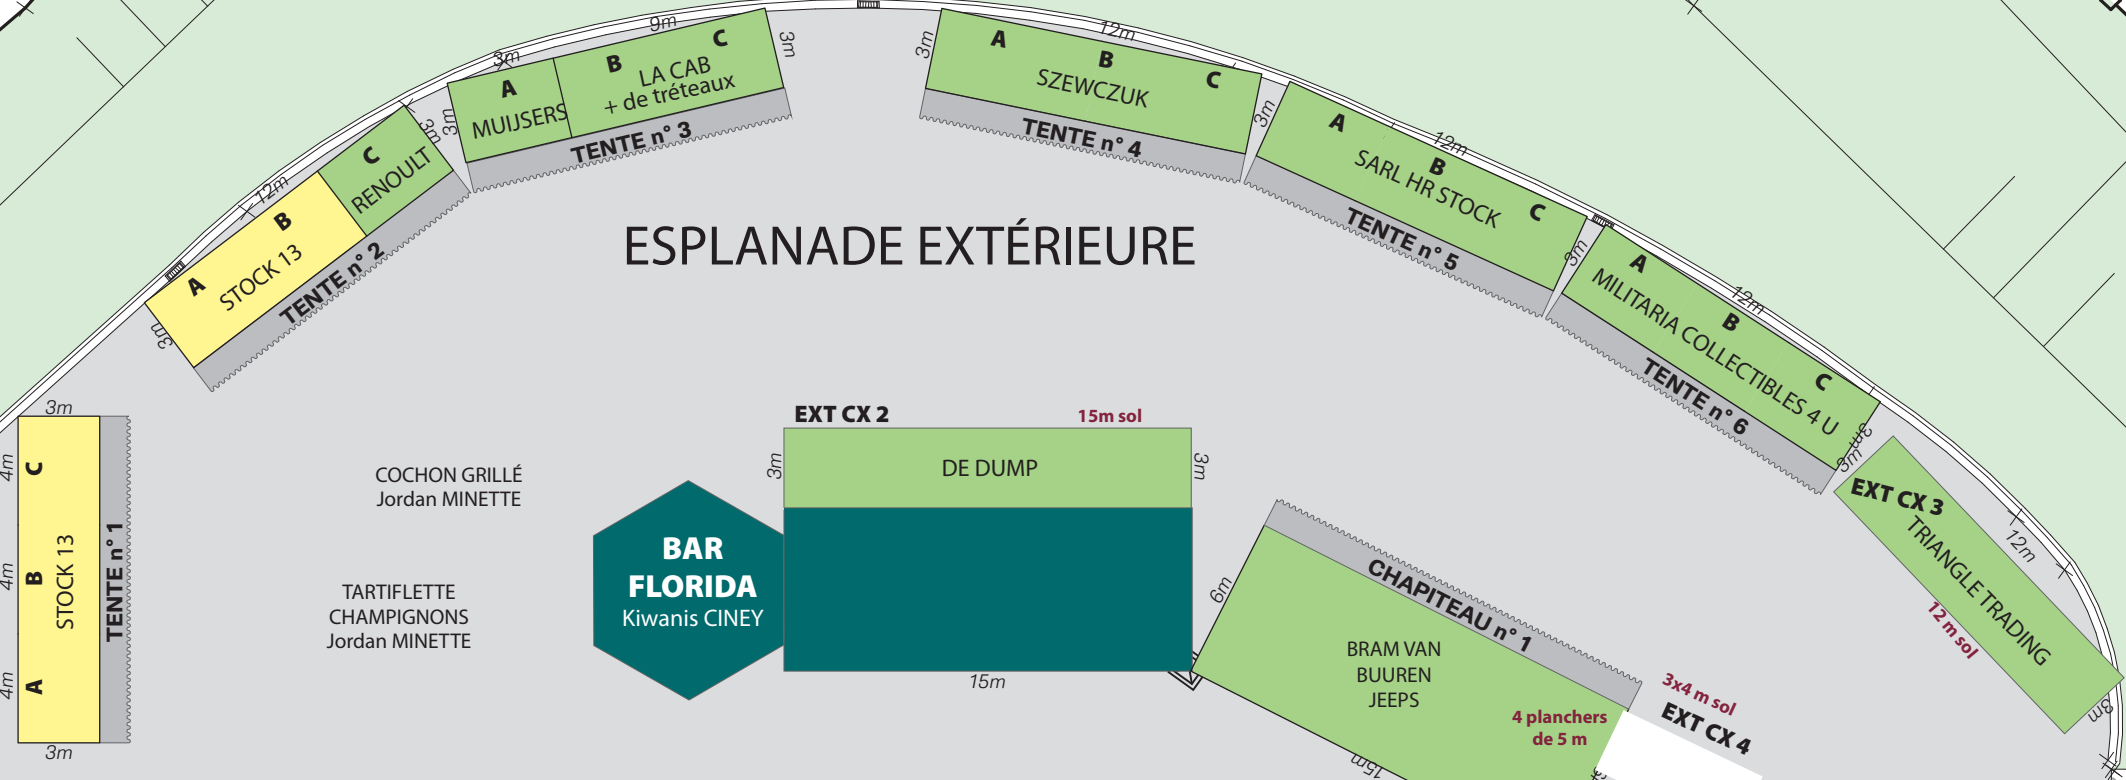 9m
3m
3m
A
B
C
MUIJSERS
LA CAB
+ de tréteaux
3m
TENTE n° 3
12m
3m
A
B
C
SZEWCZUK
TENTE n° 4
12m
3m
A
B
C
SARL HR STOCK
TENTE n° 5
12m
3m
A
B
C
MILITARIA COLLECTIBLES 4 U
TENTE n° 6
3m
12m
3m
A
B
C
STOCK 13
RENOULT
3m
TENTE n° 2
ESPLANADE EXTÉRIEURE
3m
4m
C
4m
B
4m
A
STOCK 13
TENTE n° 1
3m
COCHON GRILLÉ
Jordan MINETTE
TARTIFLETTE
CHAMPIGNONS
Jordan MINETTE
BAR
FLORIDA
Kiwanis CINEY
EXT CX 2
15m sol
3m
DE DUMP
3m
15m
6m
CHAPITEAU n° 1
BRAM VAN
BUUREN
JEEPS
4 planchers
de 5 m
15m
3x4 m sol
EXT CX 4
3m
EXT CX 3
TRIANGLE TRADING
12m
12 m sol
3m